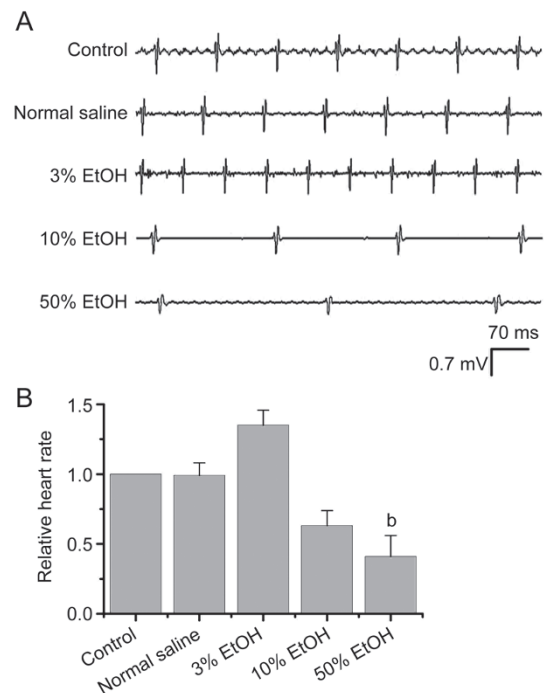 A
Control
Normal saline
3% EtOH
10% EtOH
50% EtOH
70 ms
0.7 mV
B
Relative heart rate
1.5
1.0
0.5
0.0
b
Control
Normal saline
3% EtOH
10% EtOH
50% EtOH